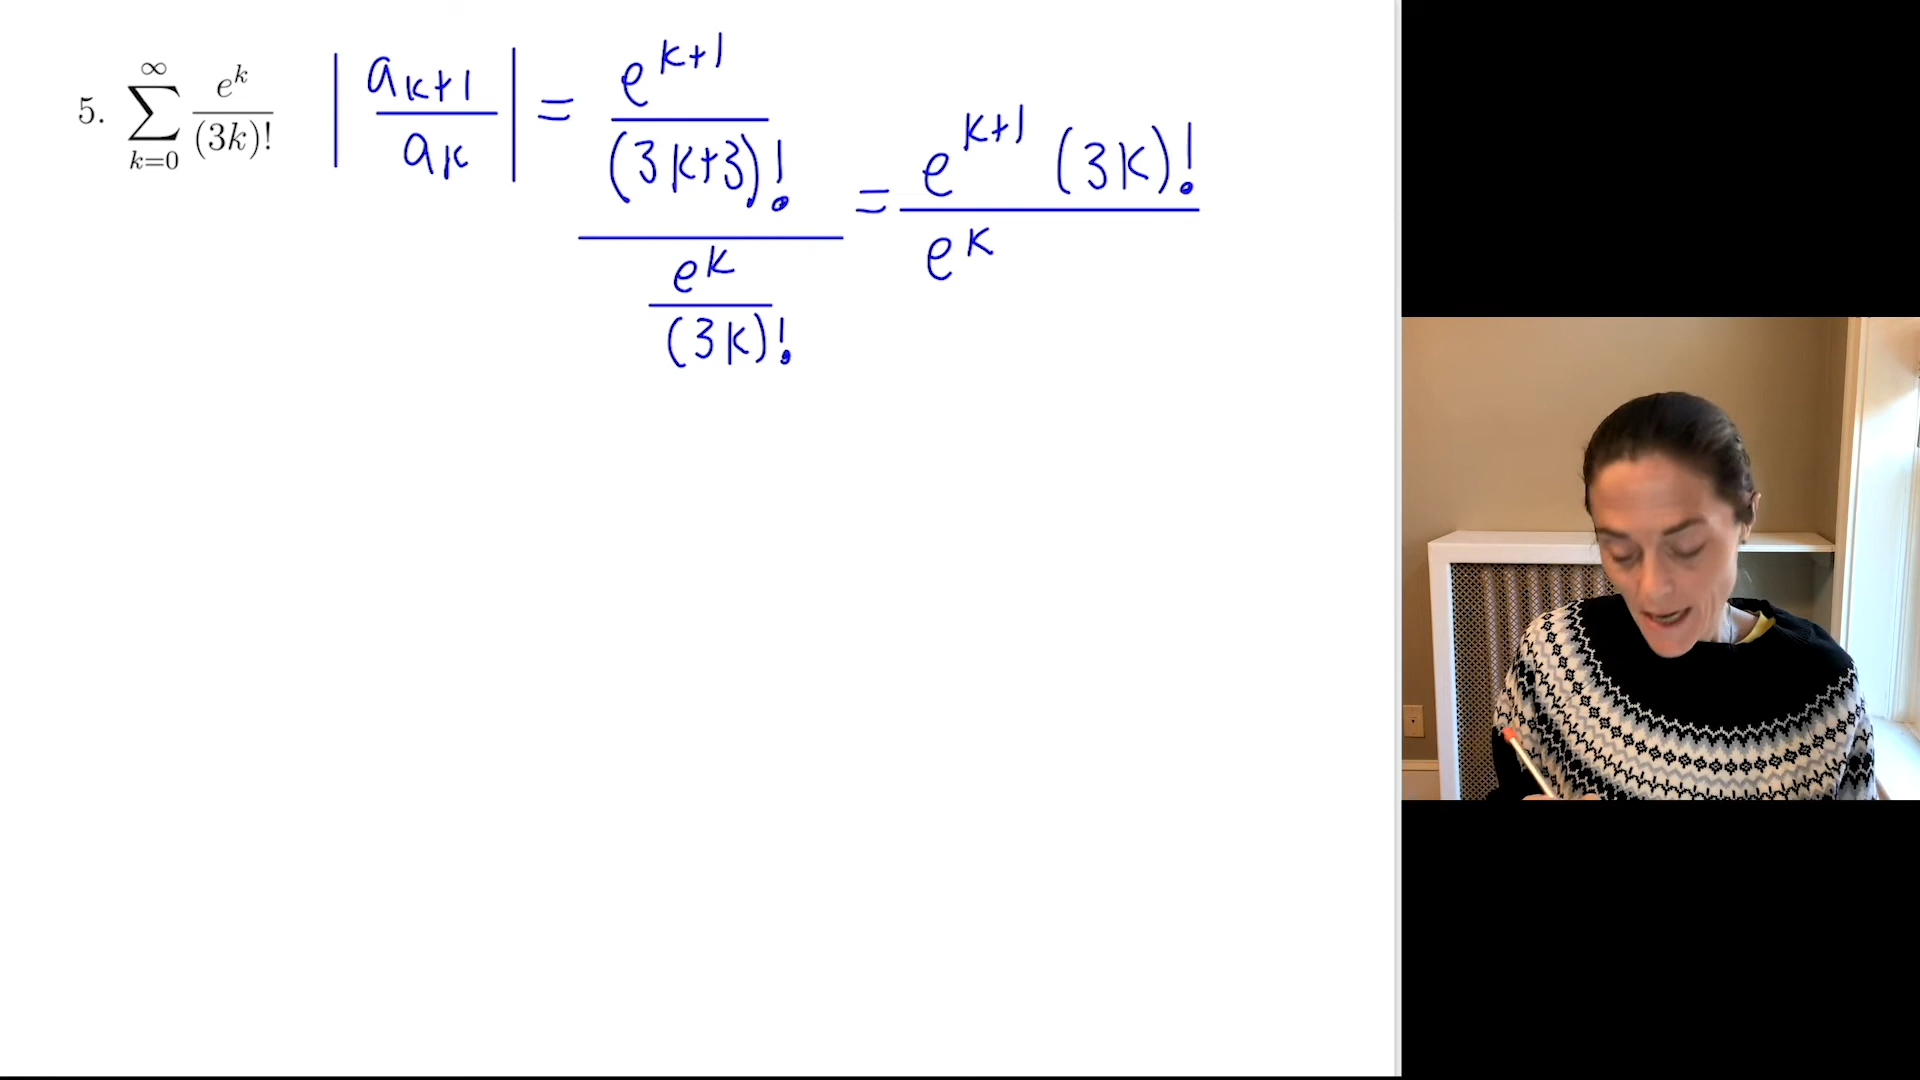 5. \sum_{k=0}^{\infty} \frac{e^k}{(3k)!} \left| \frac{a_{k+1}}{a_k} \right| = \frac{\frac{e^{k+1}}{(3k+3)!}}{\frac{e^k}{(3k)!}} = \frac{e^{k+1} (3k)!}{e^k}